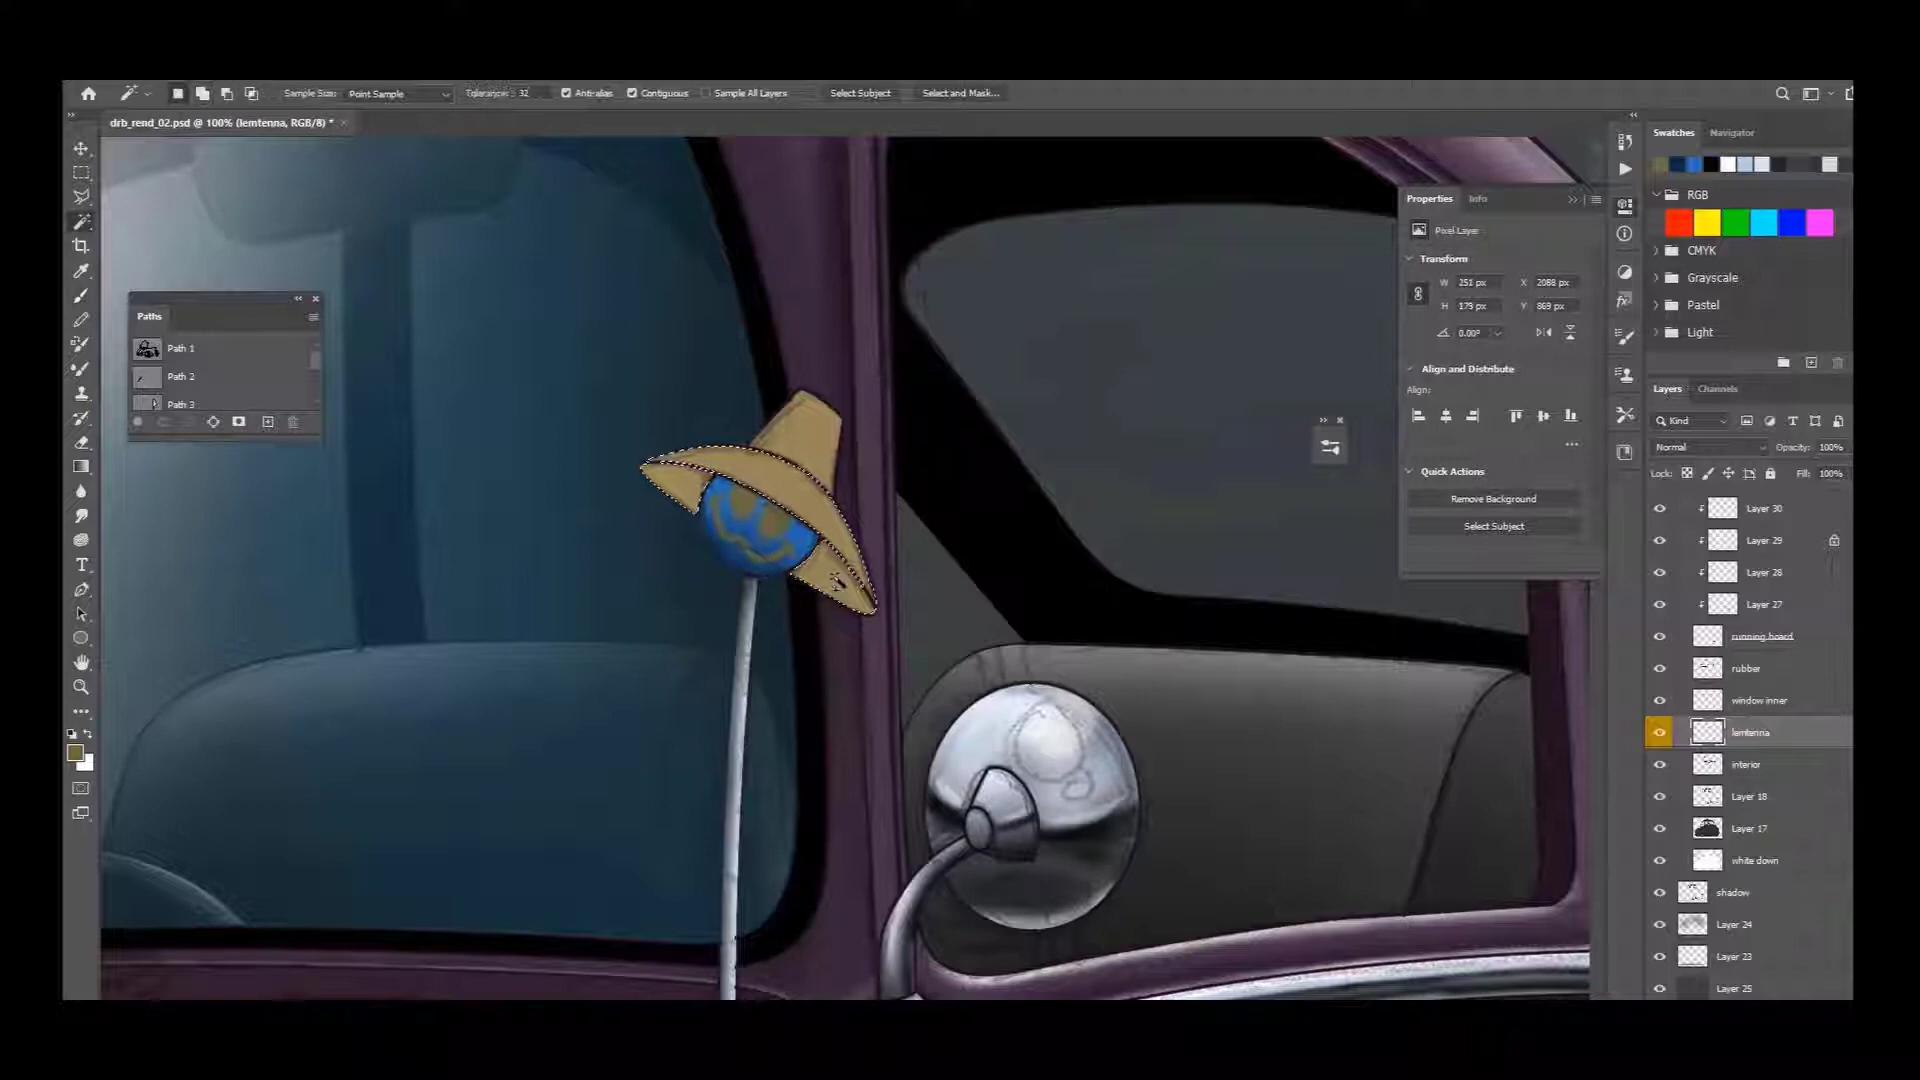 Sample Size: Point Sample Tolerance: 32 Anti-alias Contiguous Sample All Layers Select Subject Select and Mask...
drb_rend_02.psd @ 100% (lemtenna, RGB/8) *
Paths
Path 1
Path 2
Path 3
Properties Info
Pixel Layer
Transform
W 251 px X 2088 px
H 179 px Y 869 px
0.00°
Align and Distribute
Align:
Quick Actions
Remove Background
Select Subject
Swatches Navigator
RGB
CMYK
Grayscale
Pastel
Light
Layers Channels
Kind
Normal Opacity: 100%
Lock: Fill: 100%
Layer 30
Layer 29
Layer 28
Layer 27
running board
rubber
window inner
lemtenna
interior
Layer 18
Layer 17
white down
shadow
Layer 24
Layer 23
Layer 25